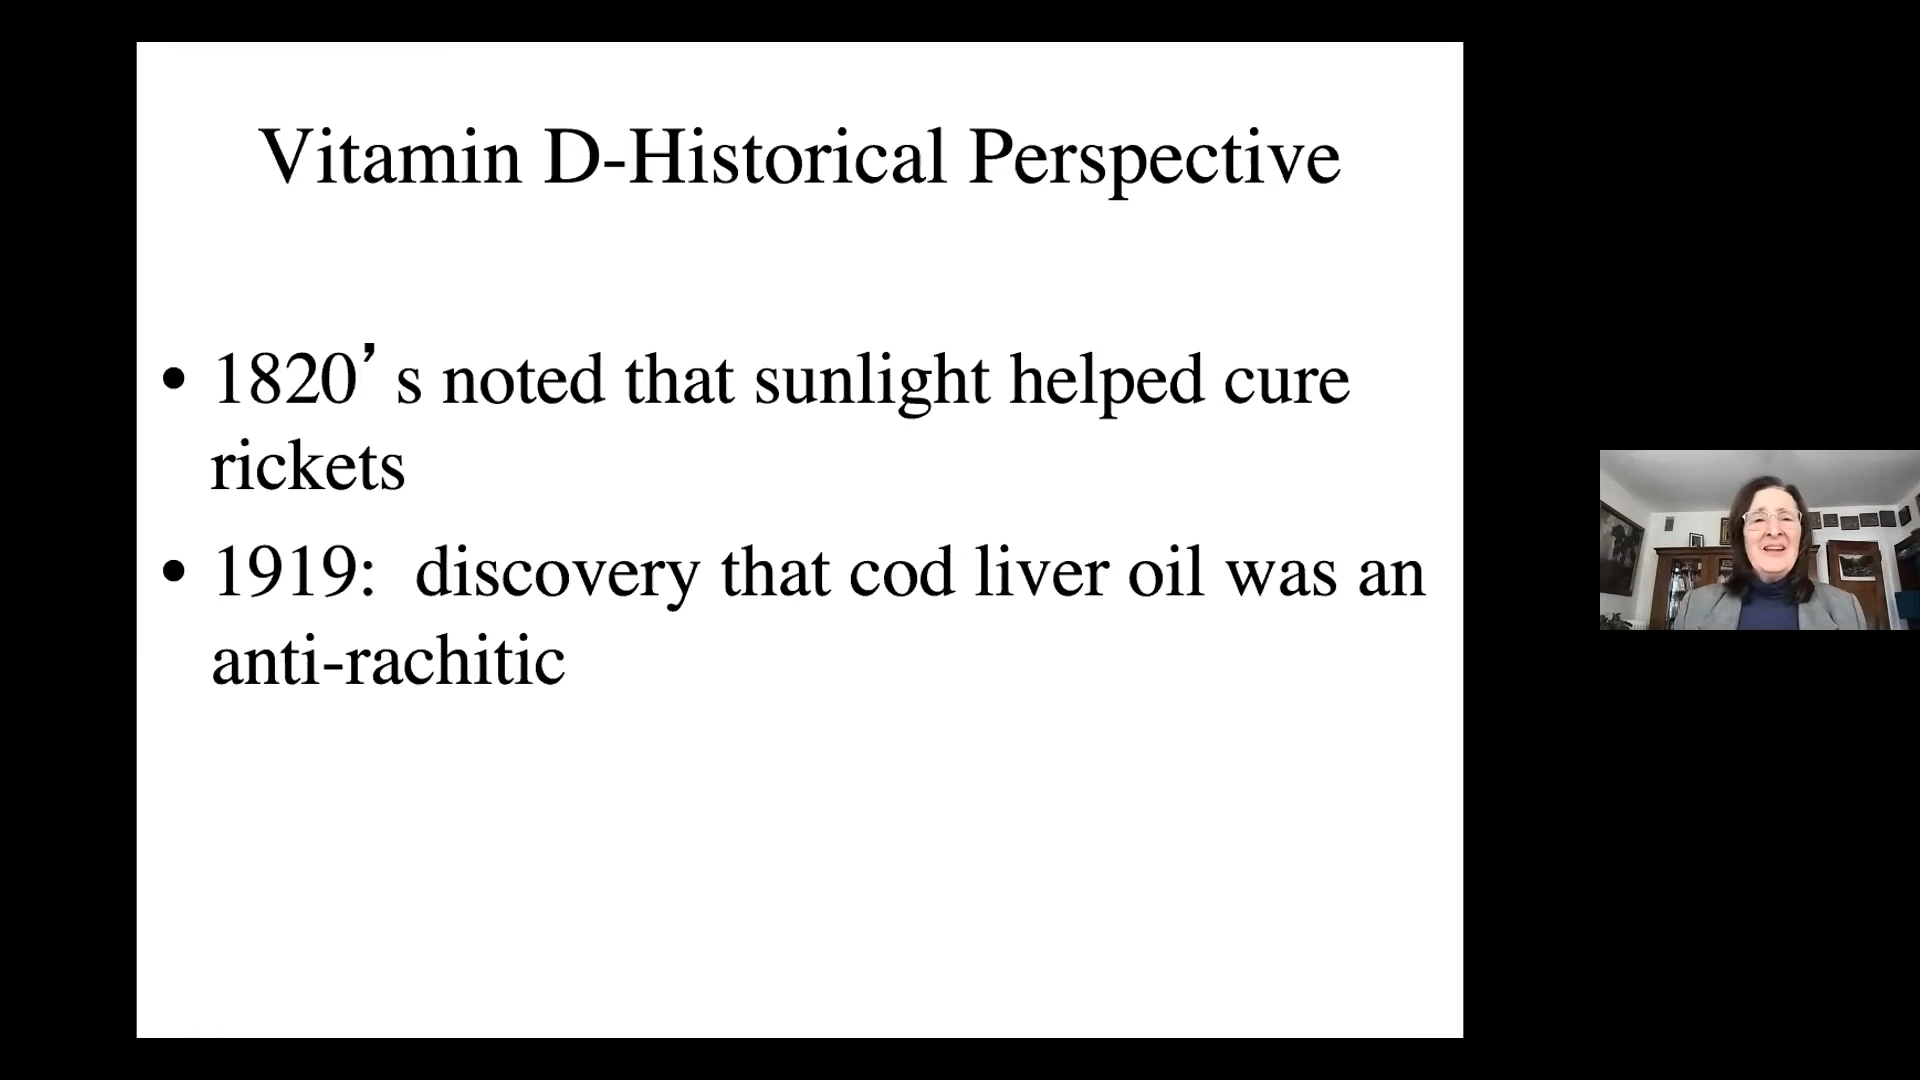 Vitamin D-Historical Perspective
• 1820’s noted that sunlight helped cure
rickets
• 1919:  discovery that cod liver oil was an
anti-rachitic